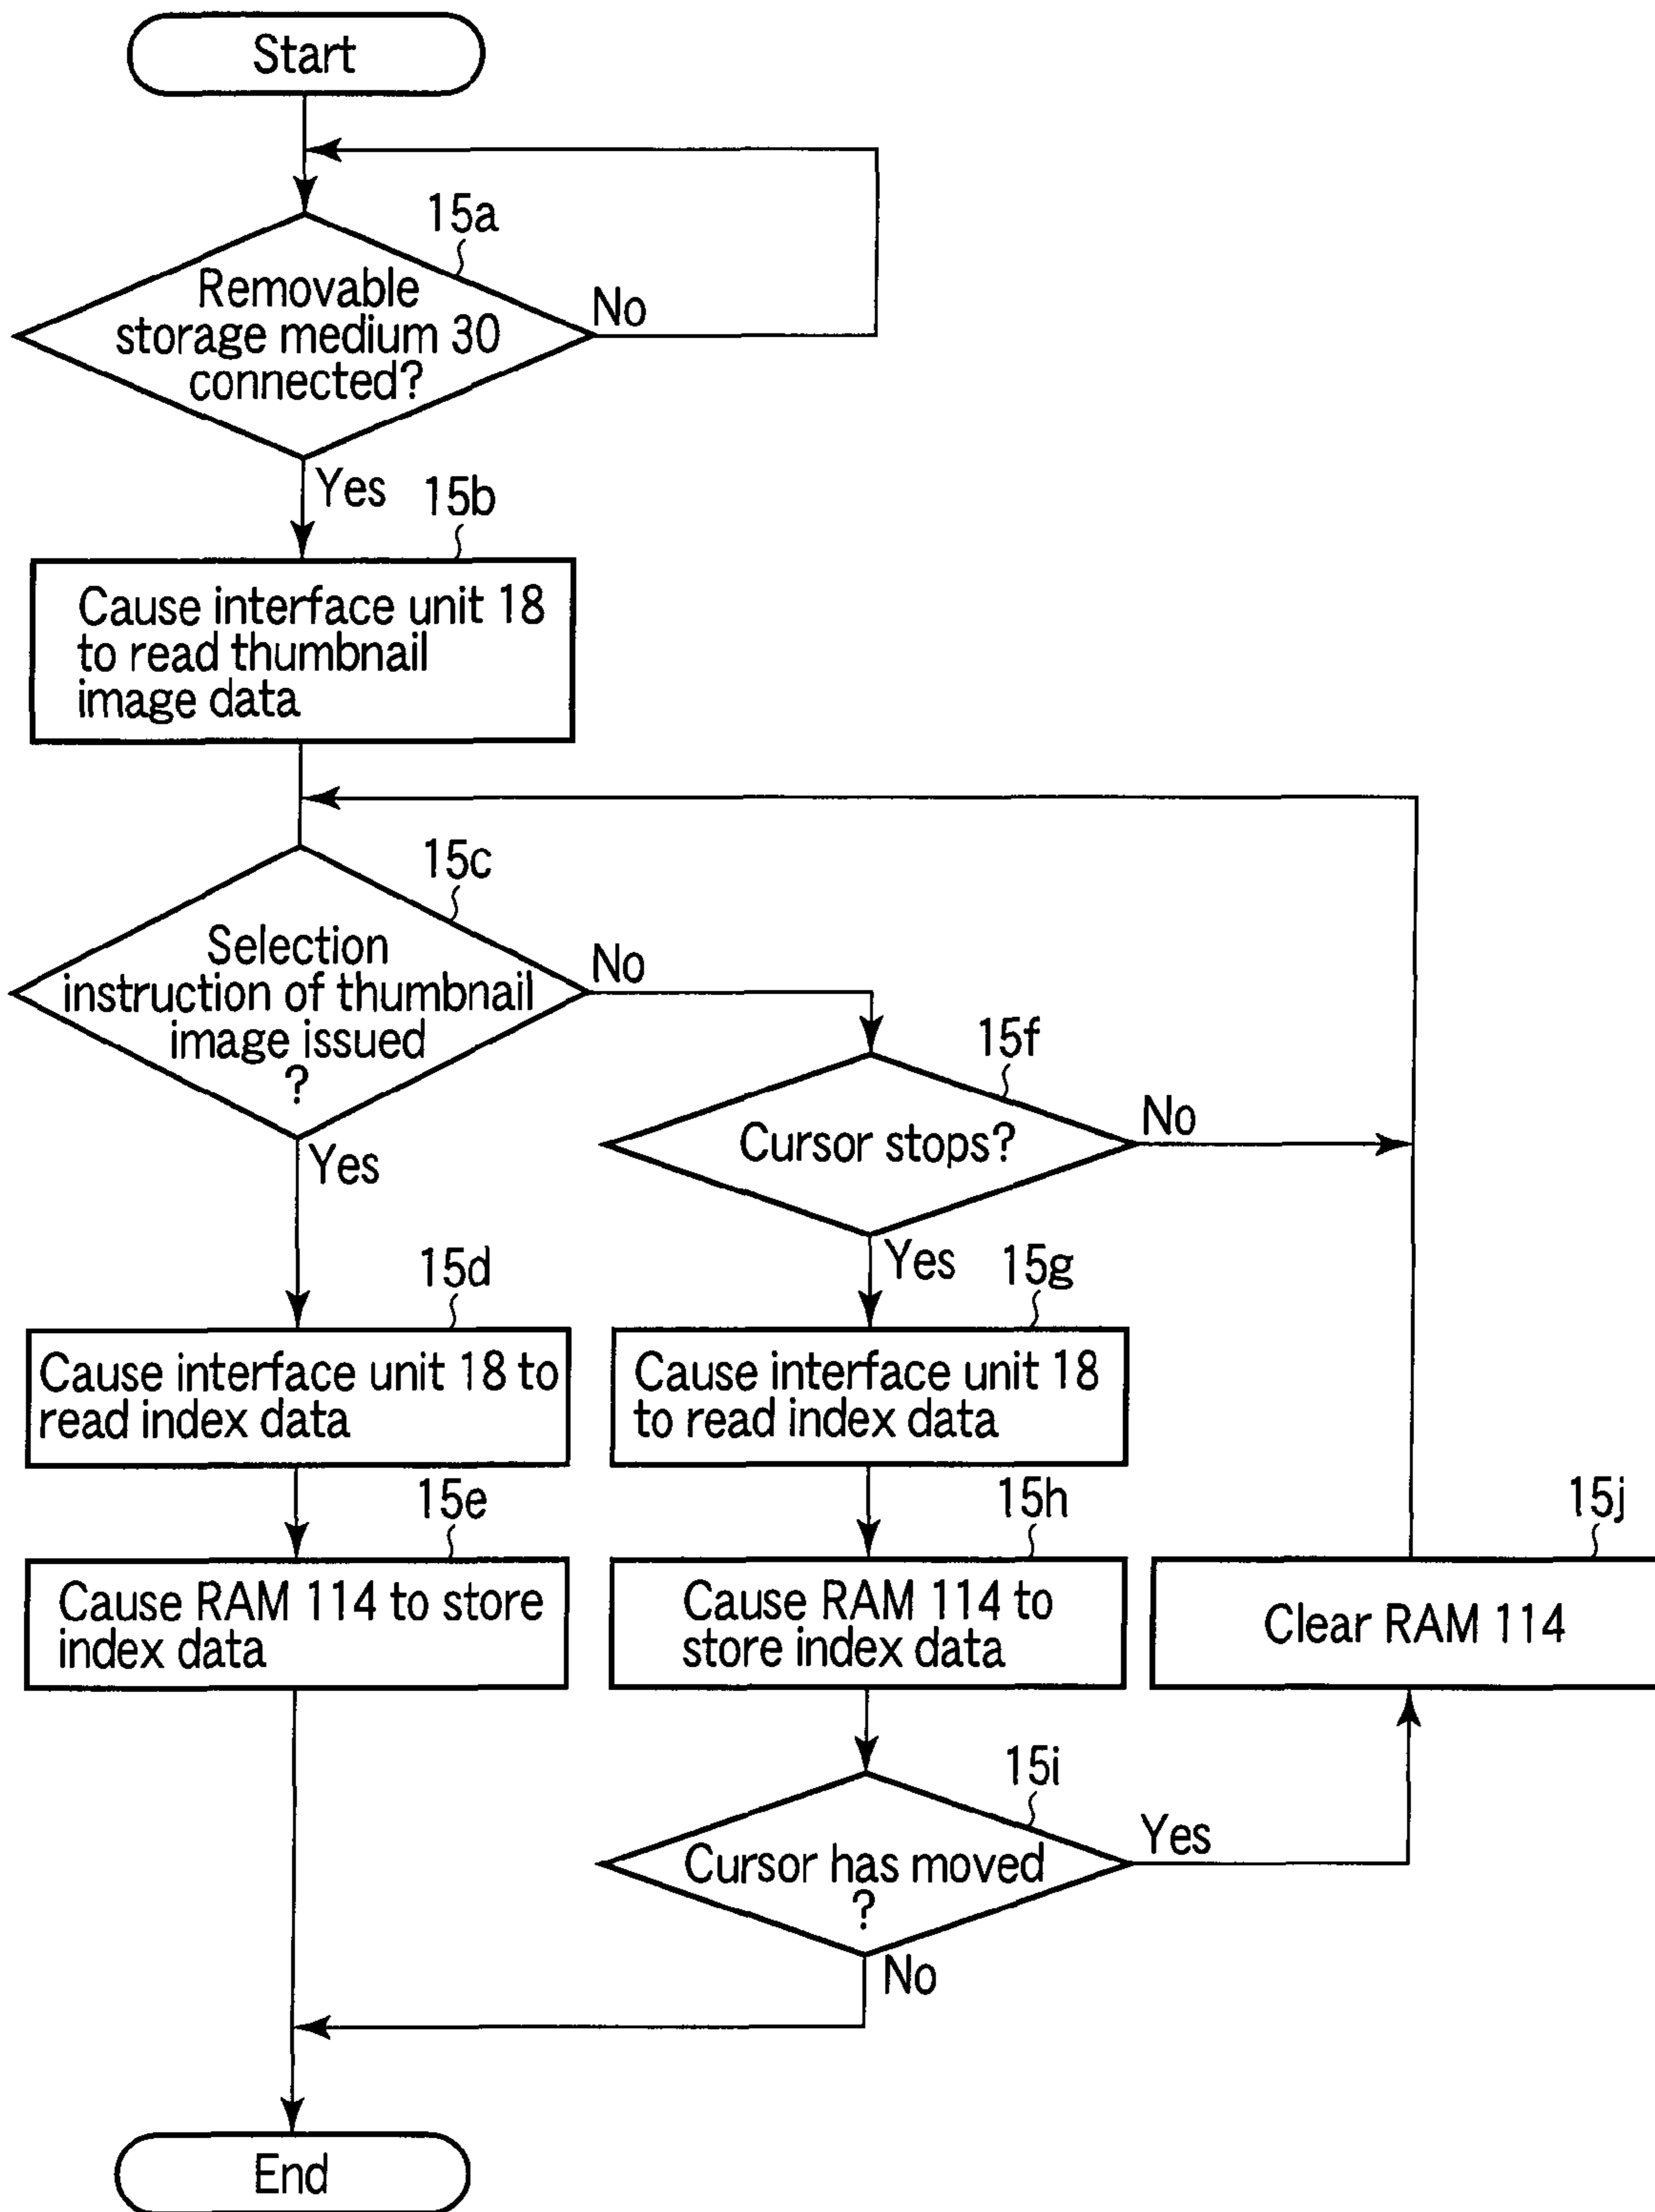 Start
15a
Removable
storage medium 30
connected?
No
Yes
15b
Cause interface unit 18
to read thumbnail
image data
15c
Selection
instruction of thumbnail
image issued
?
No
Yes
15f
Cursor stops?
No
Yes
15d
Cause interface unit 18 to
read index data
15g
Cause interface unit 18
to read index data
15e
Cause RAM 114 to store
index data
15h
Cause RAM 114 to
store index data
15j
Clear RAM 114
15i
Cursor has moved
?
Yes
No
End